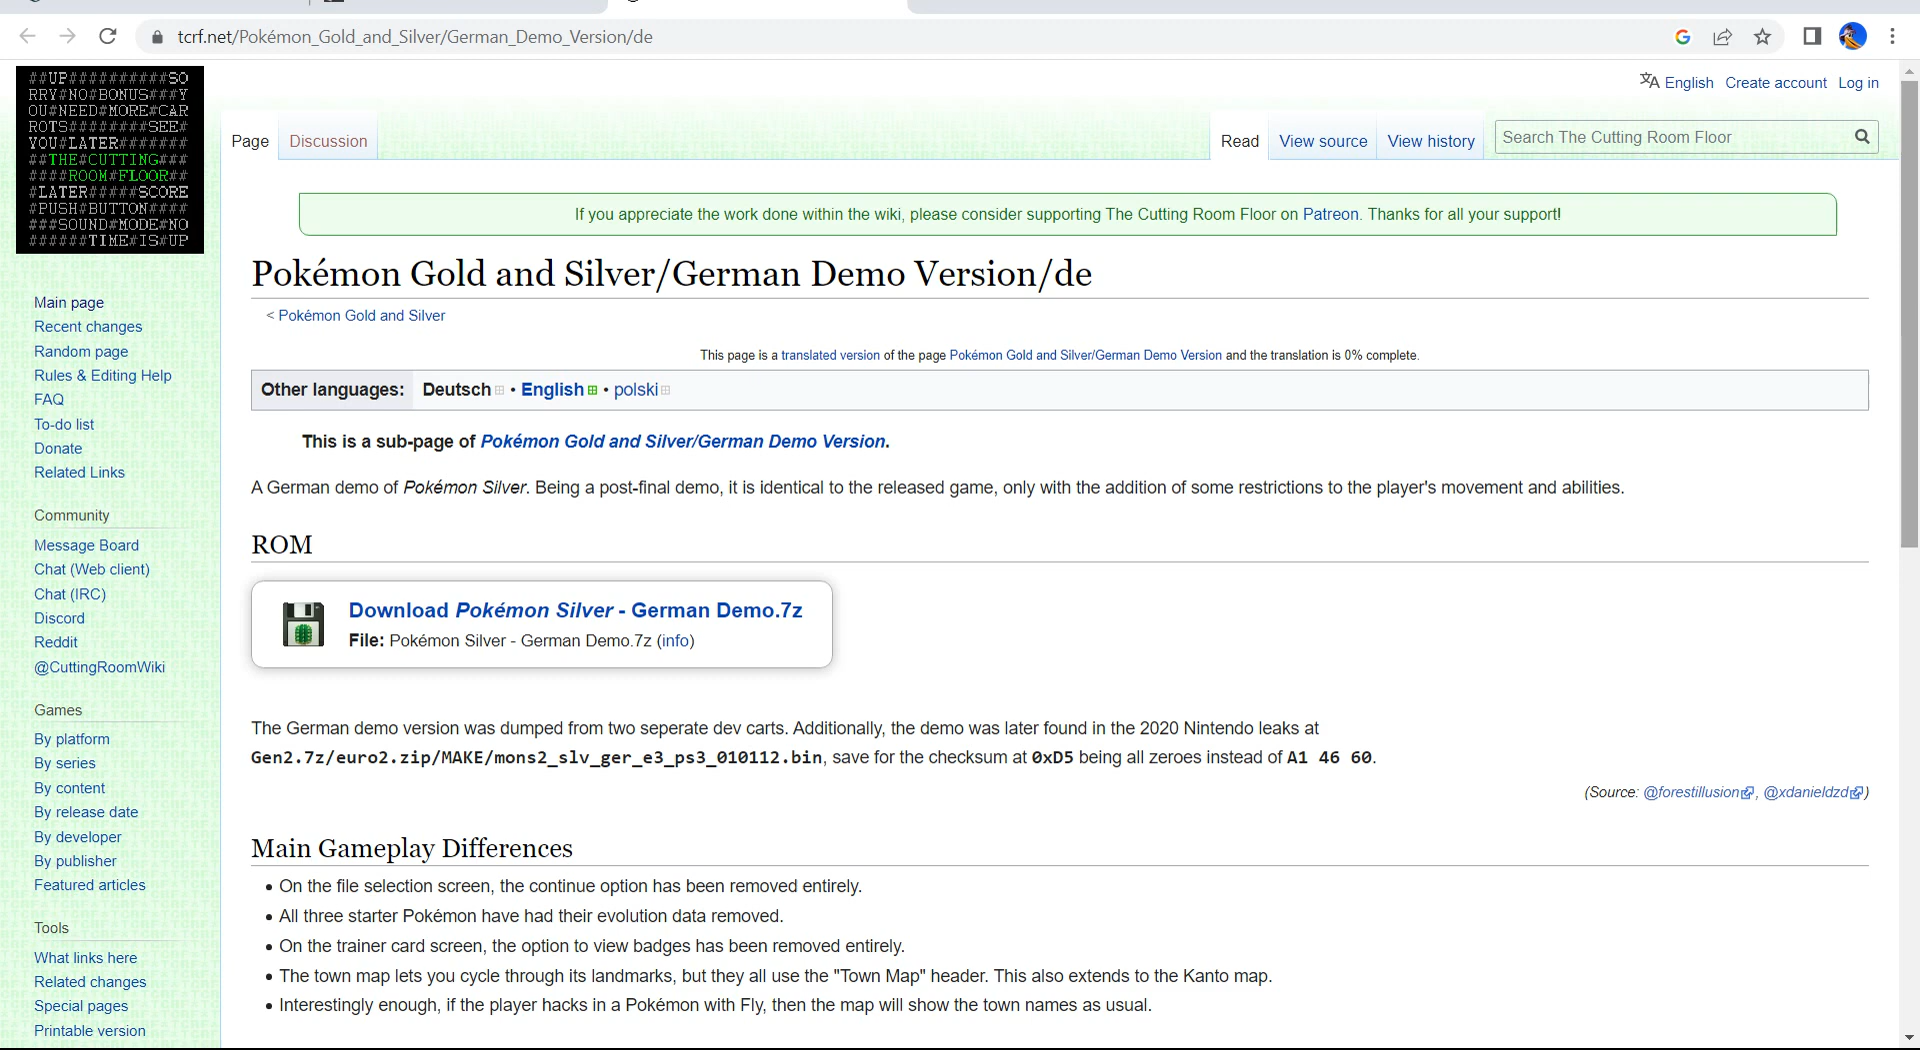 tcrf.net/Pokémon_Gold_and_Silver/German_Demo_Version/de
##UP##########SO
RRY#NO#BONUS###Y
OU#NEED#MORE#CAR
ROTS########SEE#
YOU#LATER#######
##THE#CUTTING###
####ROOM#FLOOR##
#LATER#####SCORE
#PUSH#BUTTON####
###SOUND#MODE#NO
######TIME#IS#UP
English Create account Log in
Page Discussion Read View source View history Search The Cutting Room Floor
If you appreciate the work done within the wiki, please consider supporting The Cutting Room Floor on Patreon. Thanks for all your support!
Pokémon Gold and Silver/German Demo Version/de
< Pokémon Gold and Silver
This page is a translated version of the page Pokémon Gold and Silver/German Demo Version and the translation is 0% complete.
Other languages: Deutsch • English • polski
This is a sub-page of Pokémon Gold and Silver/German Demo Version.
A German demo of Pokémon Silver. Being a post-final demo, it is identical to the released game, only with the addition of some restrictions to the player's movement and abilities.
ROM
Download Pokémon Silver - German Demo.7z
File: Pokémon Silver - German Demo.7z (info)
The German demo version was dumped from two seperate dev carts. Additionally, the demo was later found in the 2020 Nintendo leaks at
Gen2.7z/euro2.zip/MAKE/mons2_slv_ger_e3_ps3_010112.bin, save for the checksum at 0xD5 being all zeroes instead of A1 46 60.
(Source: @forestillusion, @xdanieldzd)
Main Gameplay Differences
• On the file selection screen, the continue option has been removed entirely.
• All three starter Pokémon have had their evolution data removed.
• On the trainer card screen, the option to view badges has been removed entirely.
• The town map lets you cycle through its landmarks, but they all use the "Town Map" header. This also extends to the Kanto map.
• Interestingly enough, if the player hacks in a Pokémon with Fly, then the map will show the town names as usual.
Main page
Recent changes
Random page
Rules & Editing Help
FAQ
To-do list
Donate
Related Links
Community
Message Board
Chat (Web client)
Chat (IRC)
Discord
Reddit
@CuttingRoomWiki
Games
By platform
By series
By content
By release date
By developer
By publisher
Featured articles
Tools
What links here
Related changes
Special pages
Printable version